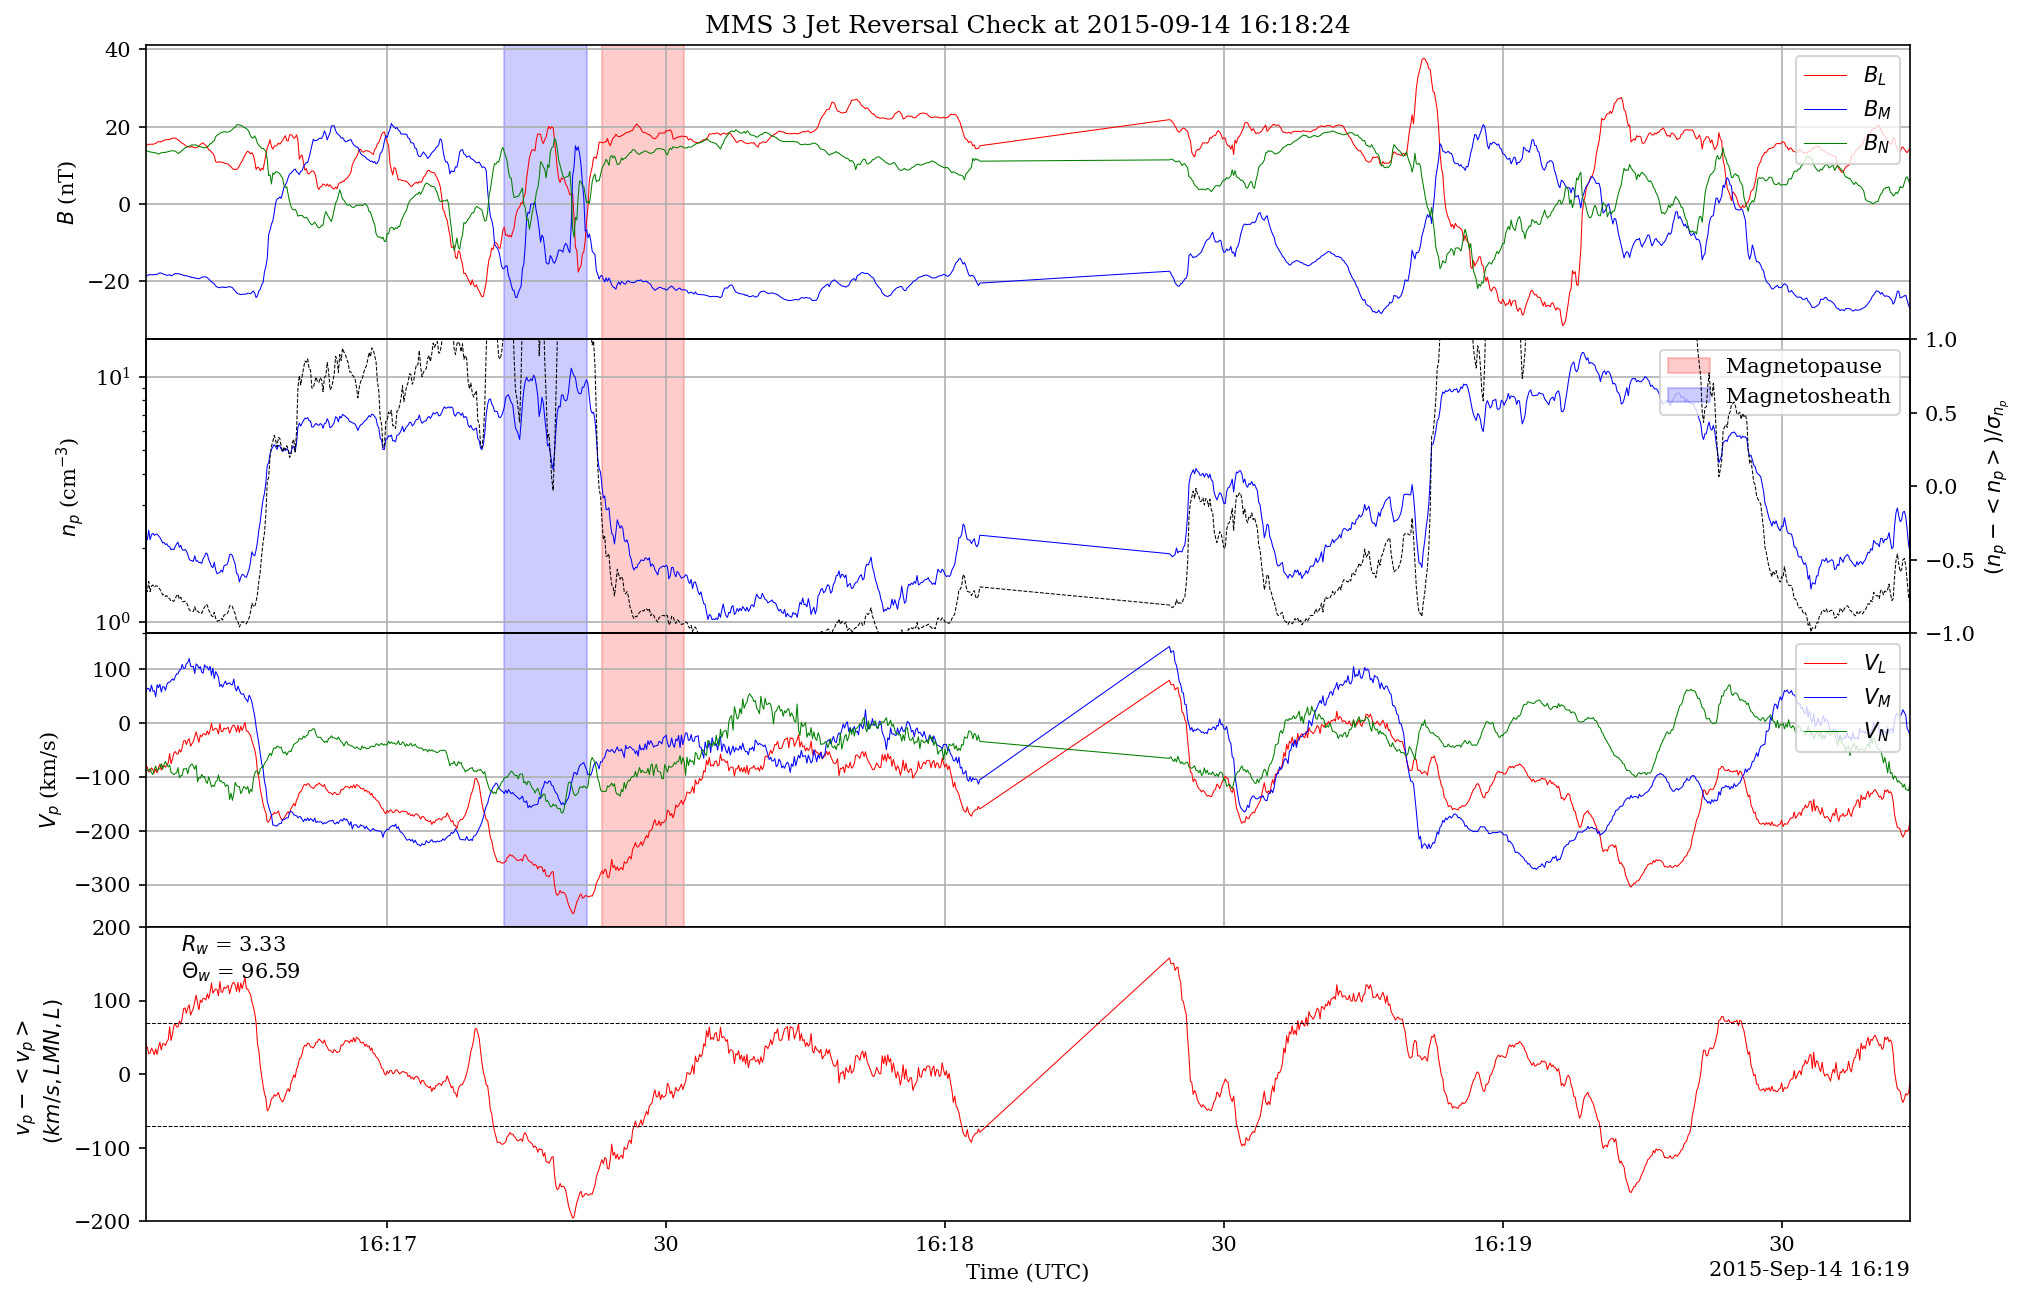 MMS 3 Jet Reversal Check at 2015-09-14 16:18:24
40
20
0
−20
B (nT)
B_L
B_M
B_N
10^1
10^0
n_p (cm^{−3})
Magnetopause
Magnetosheath
1.0
0.5
0.0
−0.5
−1.0
(n_p − < n_p >)/σ_{n_p}
100
0
−100
−200
−300
V_p (km/s)
V_L
V_M
V_N
R_w = 3.33
Θ_w = 96.59
200
100
0
−100
−200
v_p − < v_p >
(km/s, LMN, L)
16:17
30
16:18
30
16:19
30
Time (UTC)
2015-Sep-14 16:19